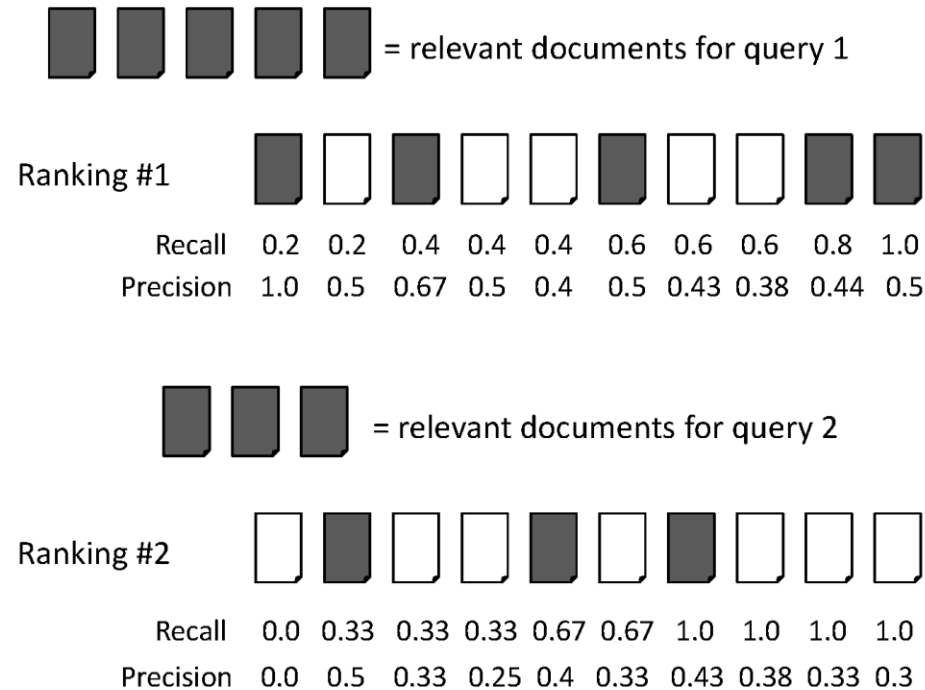 = relevant documents for query 1
Ranking #1
Recall 0.2 0.2 0.4 0.4 0.4 0.6 0.6 0.6 0.8 1.0
Precision 1.0 0.5 0.67 0.5 0.4 0.5 0.43 0.38 0.44 0.5
= relevant documents for query 2
Ranking #2
Recall 0.0 0.33 0.33 0.33 0.67 0.67 1.0 1.0 1.0 1.0
Precision 0.0 0.5 0.33 0.25 0.4 0.33 0.43 0.38 0.33 0.3